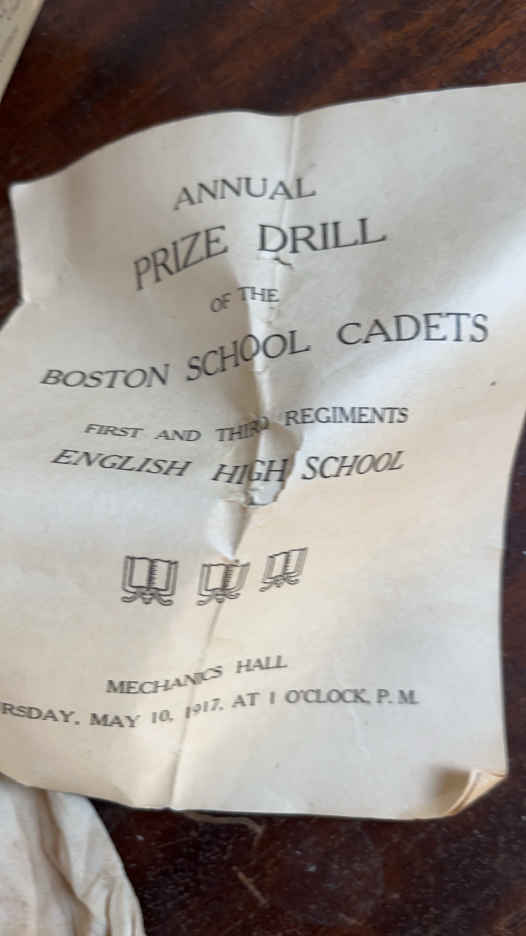 ANNUAL
PRIZE DRILL
OF THE
BOSTON SCHOOL CADETS
FIRST AND THIRD REGIMENTS
ENGLISH HIGH SCHOOL
MECHANICS HALL
RSDAY, MAY 10, 1917, AT 1 O'CLOCK, P. M.